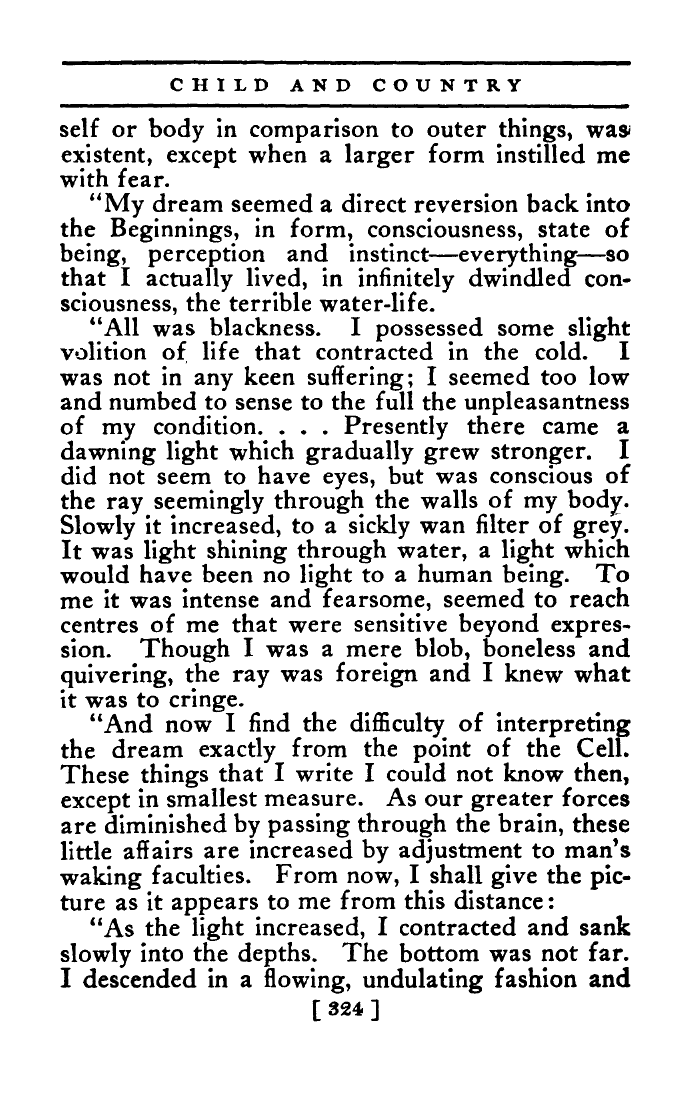 CHILD AND COUNTRY
self or body in comparison to outer things, was
existent, except when a larger form instilled me
with fear.
“My dream seemed a direct reversion back into
the Beginnings, in form, consciousness, state of
being, perception and instinct—everything—so
that I actually lived, in infinitely dwindled con-
sciousness, the terrible water-life.
“All was blackness. I possessed some slight
volition of life that contracted in the cold. I
was not in any keen suffering; I seemed too low
and numbed to sense to the full the unpleasantness
of my condition. . . . Presently there came a
dawning light which gradually grew stronger. I
did not seem to have eyes, but was conscious of
the ray seemingly through the walls of my body.
Slowly it increased, to a sickly wan filter of grey.
It was light shining through water, a light which
would have been no light to a human being. To
me it was intense and fearsome, seemed to reach
centres of me that were sensitive beyond expres-
sion. Though I was a mere blob, boneless and
quivering, the ray was foreign and I knew what
it was to cringe.
“And now I find the difficulty of interpreting
the dream exactly from the point of the Cell.
These things that I write I could not know then,
except in smallest measure. As our greater forces
are diminished by passing through the brain, these
little affairs are increased by adjustment to man’s
waking faculties. From now, I shall give the pic-
ture as it appears to me from this distance:
“As the light increased, I contracted and sank
slowly into the depths. The bottom was not far.
I descended in a flowing, undulating fashion and
[ 324 ]